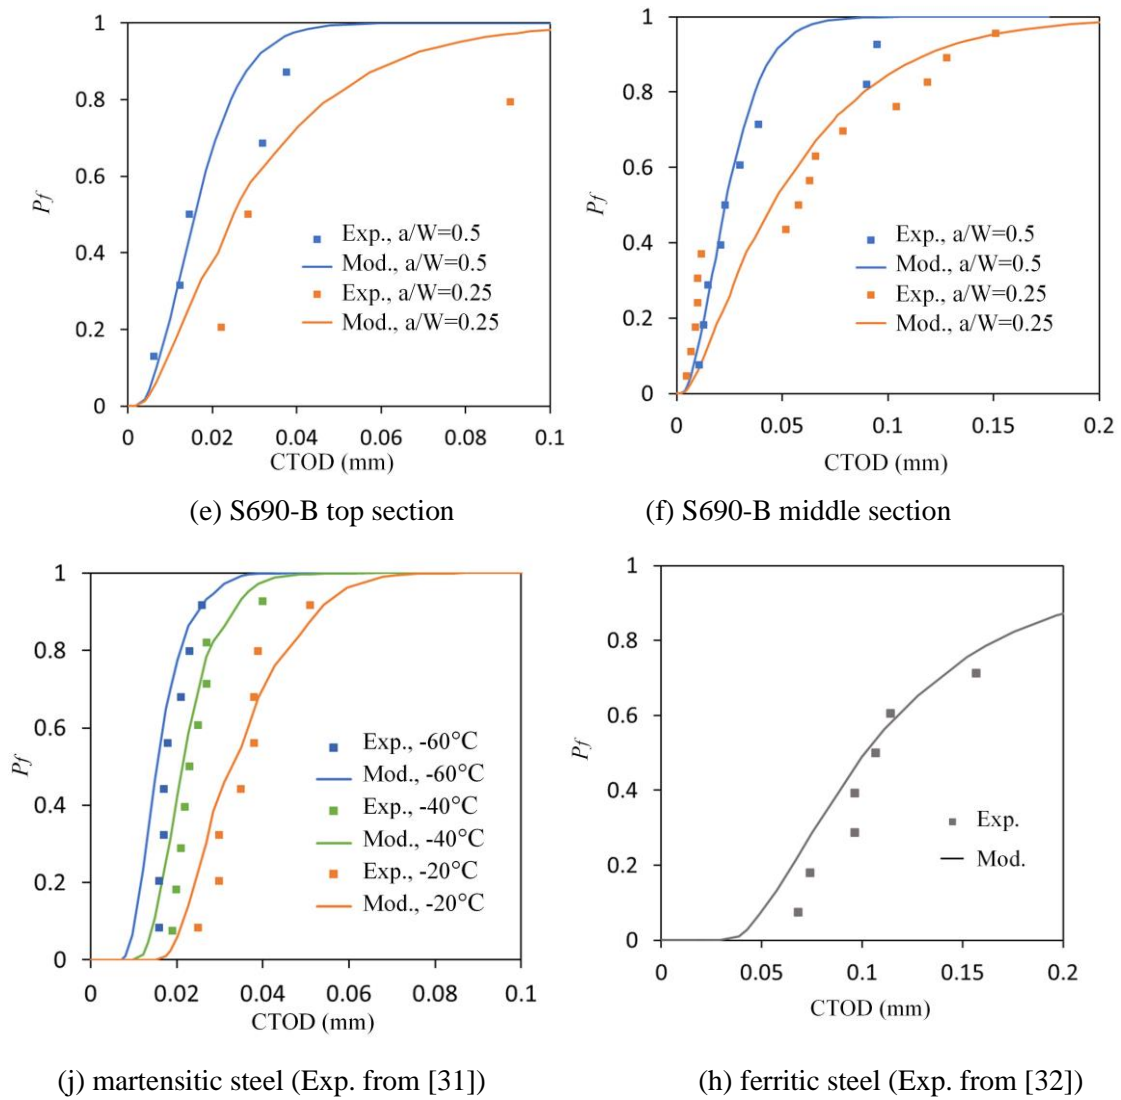 1
0.8
0.6
0.4
0.2
0
Pf
0 0.02 0.04 0.06 0.08 0.1
CTOD (mm)
Exp., a/W=0.5
Mod., a/W=0.5
Exp., a/W=0.25
Mod., a/W=0.25
(e) S690-B top section
1
0.8
0.6
0.4
0.2
0
Pf
0 0.05 0.1 0.15 0.2
CTOD (mm)
Exp., a/W=0.5
Mod., a/W=0.5
Exp., a/W=0.25
Mod., a/W=0.25
(f) S690-B middle section
1
0.8
0.6
0.4
0.2
0
Pf
0 0.02 0.04 0.06 0.08 0.1
CTOD (mm)
Exp., -60°C
Mod., -60°C
Exp., -40°C
Mod., -40°C
Exp., -20°C
Mod., -20°C
(j) martensitic steel (Exp. from [31])
1
0.8
0.6
0.4
0.2
0
Pf
0 0.05 0.1 0.15 0.2
CTOD (mm)
Exp.
Mod.
(h) ferritic steel (Exp. from [32])